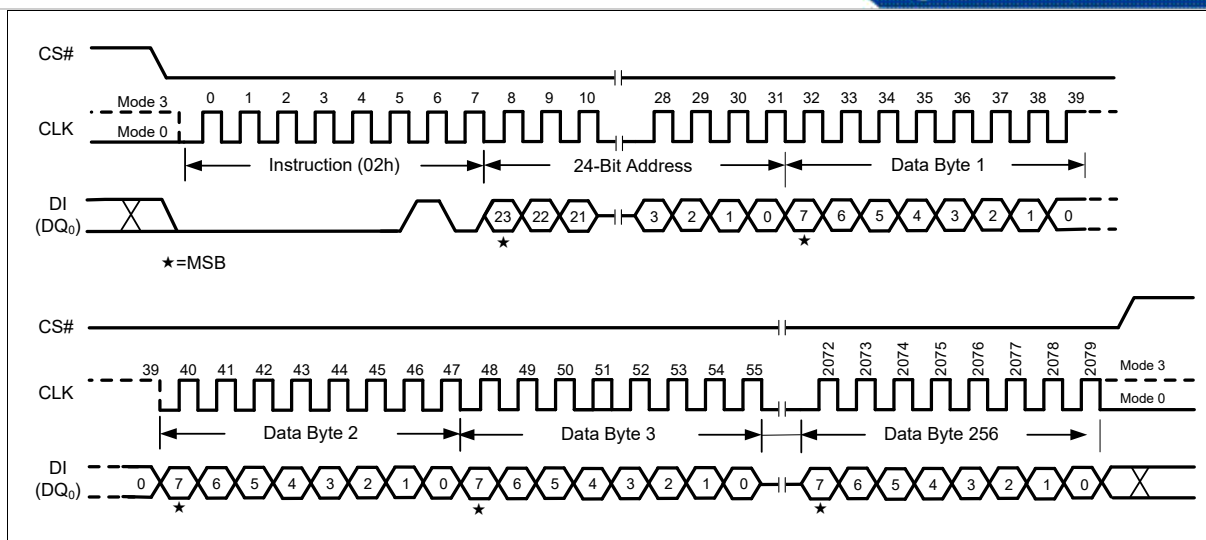 CS#
Mode 3 0 1 2 3 4 5 6 7 8 9 10 28 29 30 31 32 33 34 35 36 37 38 39
CLK Mode 0
Instruction (02h) 24-Bit Address Data Byte 1
DI
(DQ₀) 23 22 21 3 2 1 0 7 6 5 4 3 2 1 0
★ ★
★=MSB
CS#
39 40 41 42 43 44 45 46 47 48 49 50 51 52 53 54 55 2072 2073 2074 2075 2076 2077 2078 2079 Mode 3
CLK Mode 0
Data Byte 2 Data Byte 3 Data Byte 256
DI
(DQ₀) 0 7 6 5 4 3 2 1 0 7 6 5 4 3 2 1 0 7 6 5 4 3 2 1 0
★ ★ ★